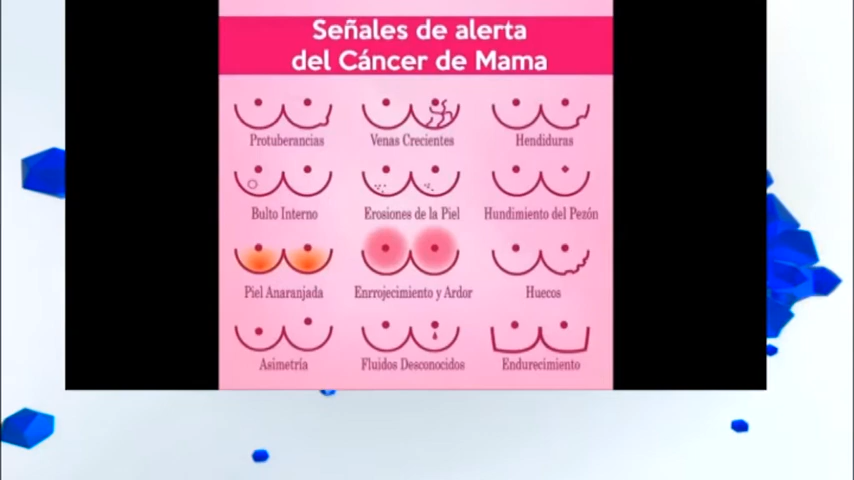 Señales de alerta
del Cáncer de Mama
Protuberancias
Venas Crecientes
Hendiduras
Bulto Interno
Erosiones de la Piel
Hundimiento del Pezón
Piel Anaranjada
Enrrojecimiento y Ardor
Huecos
Asimetría
Fluidos Desconocidos
Endurecimiento